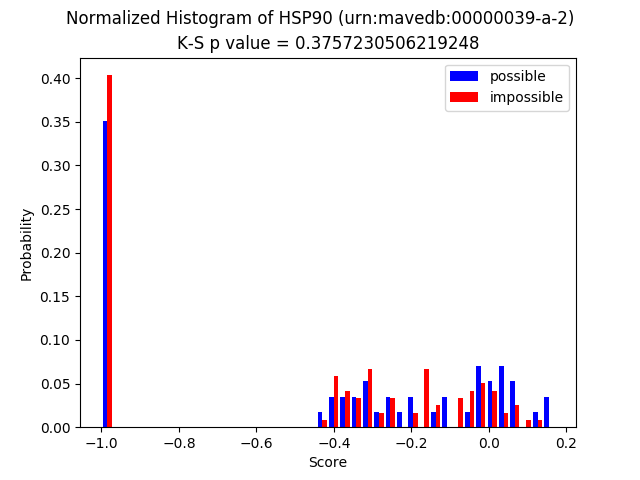 Normalized Histogram of HSP90 (urn:mavedb:00000039-a-2)
K-S p value = 0.3757230506219248
possible
impossible
0.40
0.35
0.30
0.25
0.20
0.15
0.10
0.05
0.00
Probability
−1.0 −0.8 −0.6 −0.4 −0.2 0.0 0.2
Score